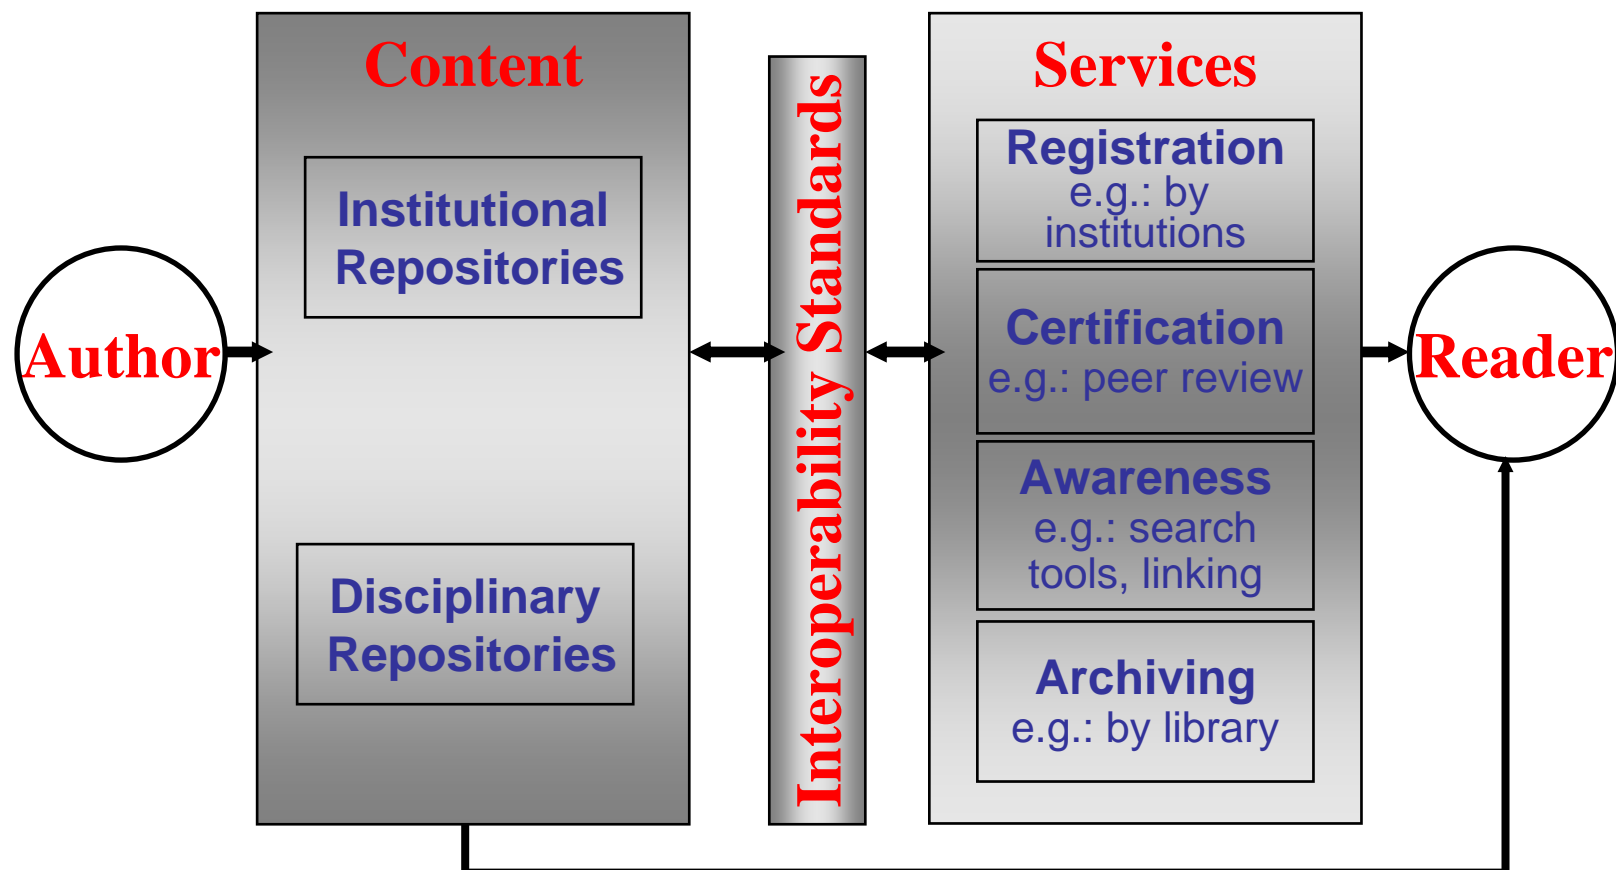 Author
Content
Institutional
Repositories
Disciplinary
Repositories
Interoperability Standards
Services
Registration
e.g.: by
institutions
Certification
e.g.: peer review
Awareness
e.g.: search
tools, linking
Archiving
e.g.: by library
Reader